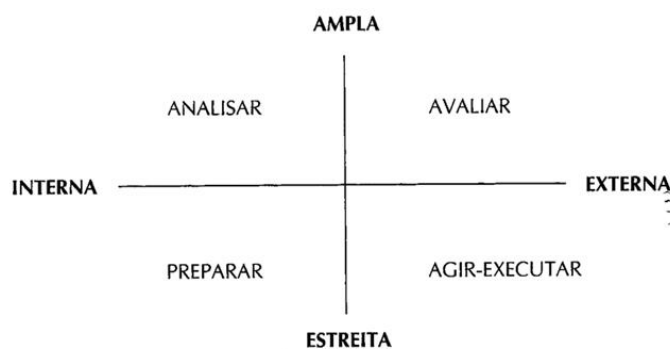 AMPLA
ANALISAR AVALIAR
INTERNA EXTERNA
PREPARAR AGIR-EXECUTAR
ESTREITA